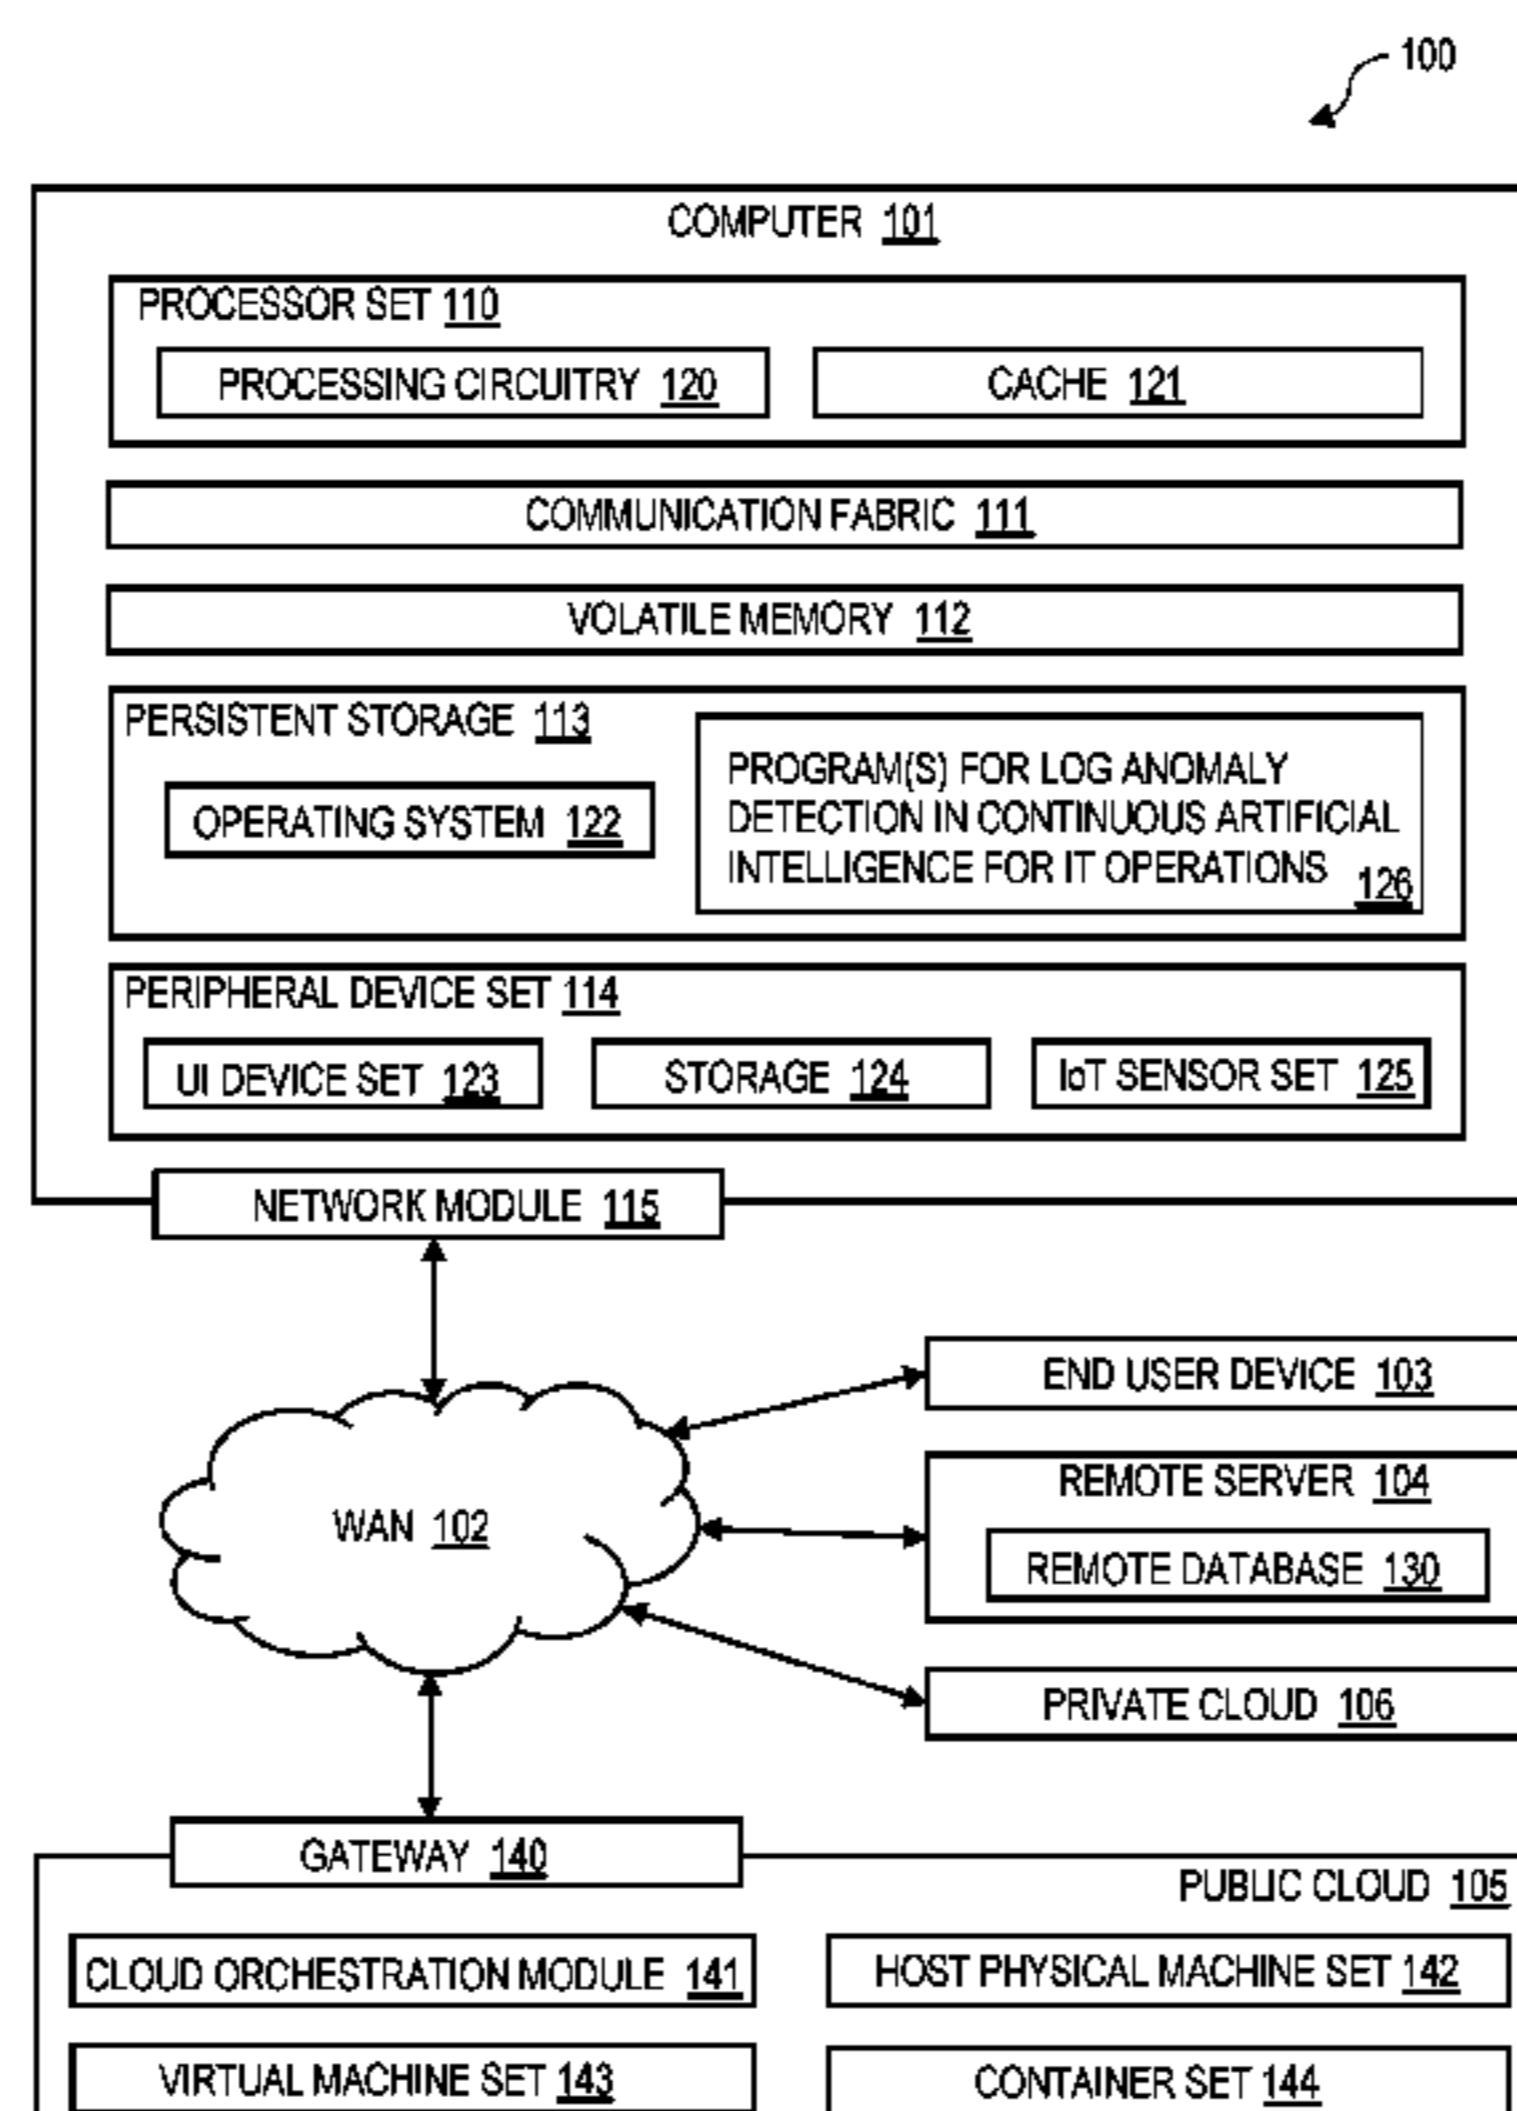 100
COMPUTER 101
PROCESSOR SET 110
PROCESSING CIRCUITRY 120
CACHE 121
COMMUNICATION FABRIC 111
VOLATILE MEMORY 112
PERSISTENT STORAGE 113
OPERATING SYSTEM 122
PROGRAM(S) FOR LOG ANOMALY
DETECTION IN CONTINUOUS ARTIFICIAL
INTELLIGENCE FOR IT OPERATIONS 126
PERIPHERAL DEVICE SET 114
UI DEVICE SET 123
STORAGE 124
IoT SENSOR SET 125
NETWORK MODULE 115
END USER DEVICE 103
REMOTE SERVER 104
WAN 102
REMOTE DATABASE 130
PRIVATE CLOUD 106
GATEWAY 140
PUBLIC CLOUD 105
CLOUD ORCHESTRATION MODULE 141
HOST PHYSICAL MACHINE SET 142
VIRTUAL MACHINE SET 143
CONTAINER SET 144